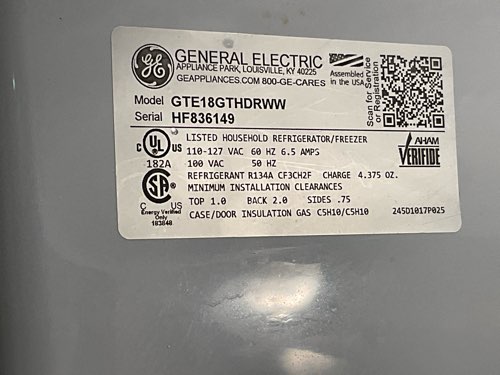 GE
GENERAL ELECTRIC
APPLIANCE PARK, LOUISVILLE, KY 40225
GEAPPLIANCES.COM 800-GE-CARES
Assembled
in the USA
Scan for Service
or Registration
Model GTE18GTHDRWW
Serial HF836149
C UL US
182A
LISTED HOUSEHOLD REFRIGERATOR/FREEZER
110-127 VAC 60 HZ 6.5 AMPS
100 VAC 50 HZ
AHAM
VERIFIDE
REFRIGERANT R134A CF3CH2F CHARGE 4.375 OZ.
MINIMUM INSTALLATION CLEARANCES
TOP 1.0 BACK 2.0 SIDES .75
CASE/DOOR INSULATION GAS C5H10/C5H10
245D1017P025
SA
C US
Energy Verified
Only
183848